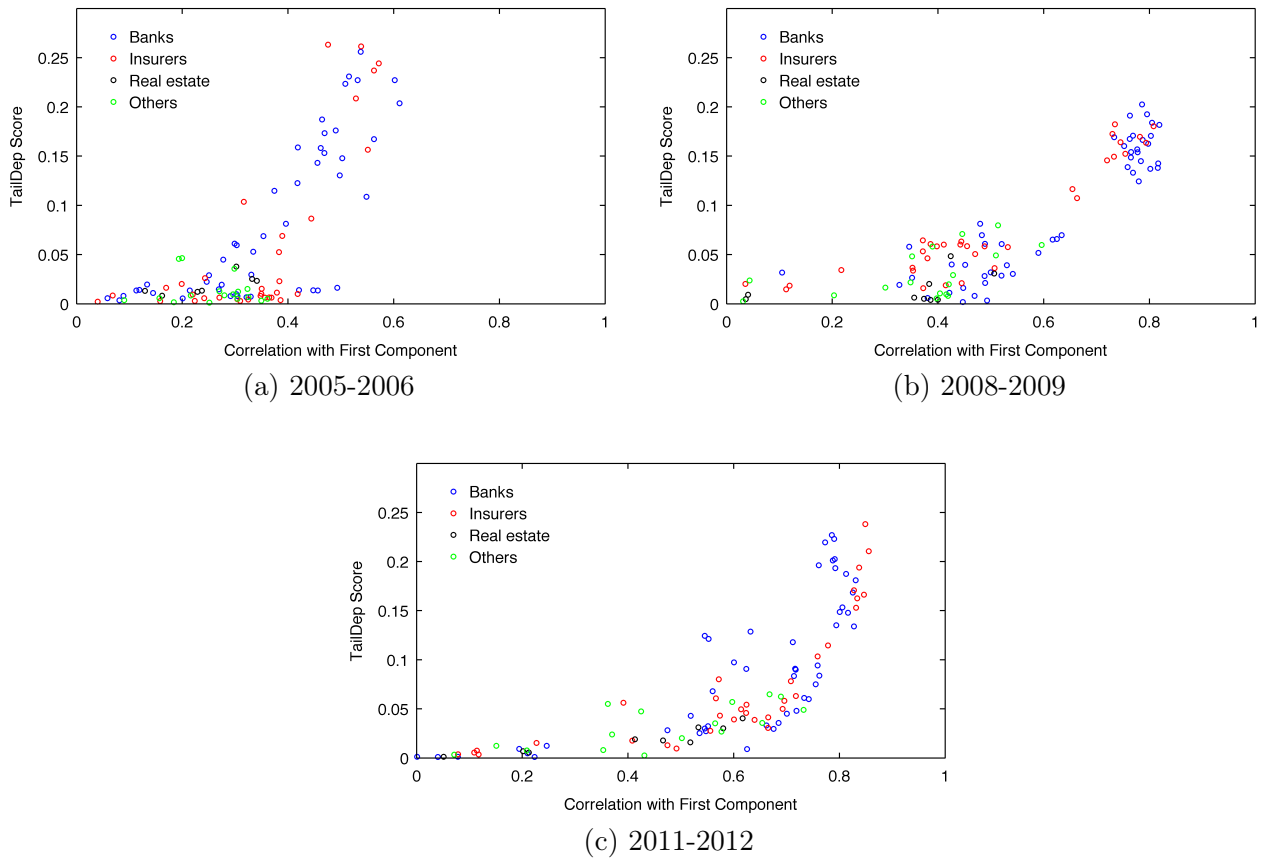 Banks
Insurers
Real estate
Others
TailDep Score
0.25
0.2
0.15
0.1
0.05
0
0 0.2 0.4 0.6 0.8 1
Correlation with First Component
(a) 2005-2006
Banks
Insurers
Real estate
Others
TailDep Score
0.25
0.2
0.15
0.1
0.05
0
0 0.2 0.4 0.6 0.8 1
Correlation with First Component
(b) 2008-2009
Banks
Insurers
Real estate
Others
TailDep Score
0.25
0.2
0.15
0.1
0.05
0
0 0.2 0.4 0.6 0.8 1
Correlation with First Component
(c) 2011-2012